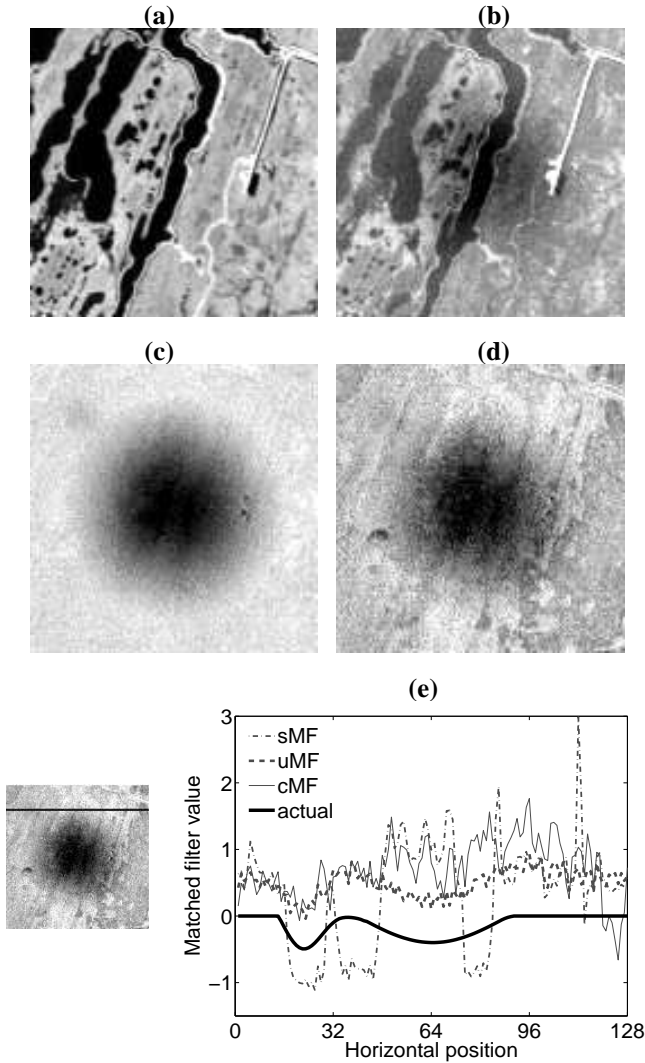 (a)
(b)
(c)
(d)
(e)
3
2
1
0
−1
Matched filter value
sMF
uMF
cMF
actual
0
32
64
96
128
Horizontal position